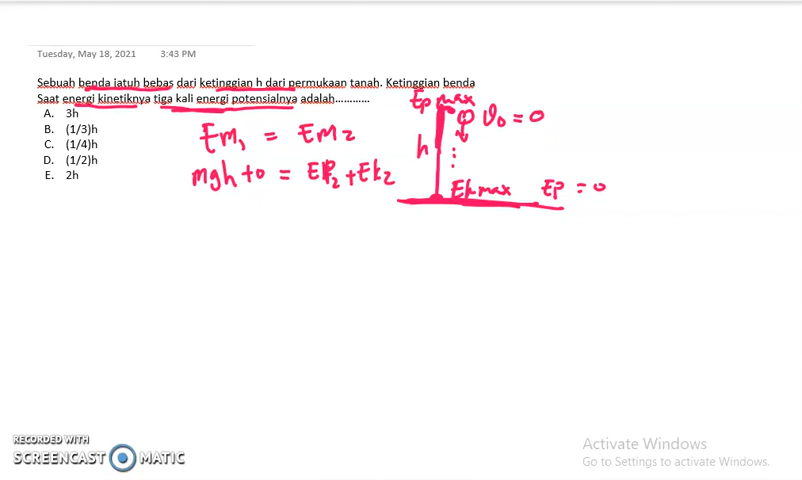 Tuesday, May 18, 2021 3:43 PM
Sebuah benda jatuh bebas dari ketinggian h dari permukaan tanah. Ketinggian benda
Saat energi kinetiknya tiga kali energi potensialnya adalah............
A. 3h
B. (1/3)h
C. (1/4)h
D. (1/2)h
E. 2h
Ep max
v₀ = 0
h
Ek max Ep = 0
Em₁ = Em₂
mgh + 0 = Ep₂ + Ek₂
RECORDED WITH
SCREENCAST MATIC
Activate Windows
Go to Settings to activate Windows.